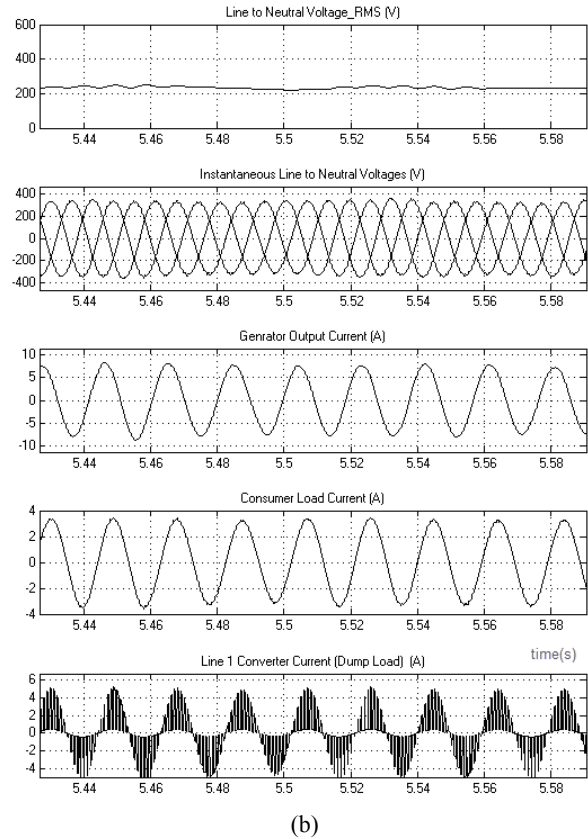 Line to Neutral Voltage_RMS (V)
600
400
200
0
5.44 5.46 5.48 5.5 5.52 5.54 5.56 5.58
Instantaneous Line to Neutral Voltages (V)
400
200
0
-200
-400
5.44 5.46 5.48 5.5 5.52 5.54 5.56 5.58
Genrator Output Current (A)
10
5
0
-5
-10
5.44 5.46 5.48 5.5 5.52 5.54 5.56 5.58
Consumer Load Current (A)
4
2
0
-2
-4
5.44 5.46 5.48 5.5 5.52 5.54 5.56 5.58
time(s)
Line 1 Converter Current (Dump Load) (A)
6
4
2
0
-2
-4
5.44 5.46 5.48 5.5 5.52 5.54 5.56 5.58
(b)